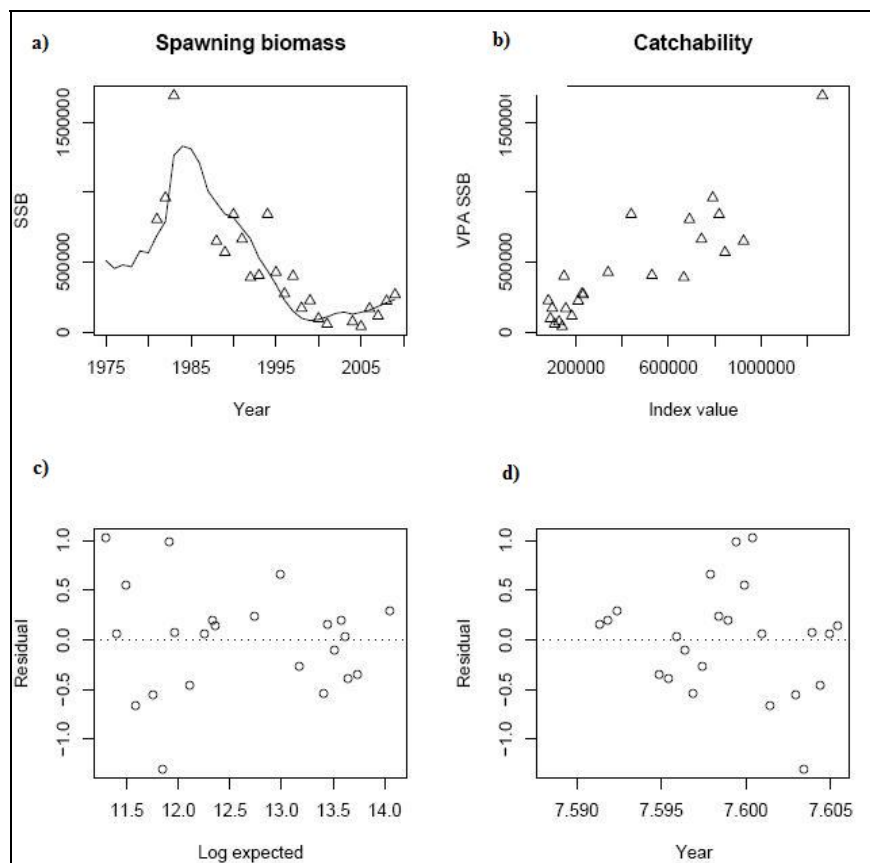 a) Spawning biomass
SSB
0 500000 1500000
1975 1985 1995 2005
Year
b) Catchability
VPA SSB
0 500000 1500000
200000 600000 1000000
Index value
c)
Residual
-1.0 -0.5 0.0 0.5 1.0
11.5 12.0 12.5 13.0 13.5 14.0
Log expected
d)
Residual
-1.0 -0.5 0.0 0.5 1.0
7.590 7.595 7.600 7.605
Year